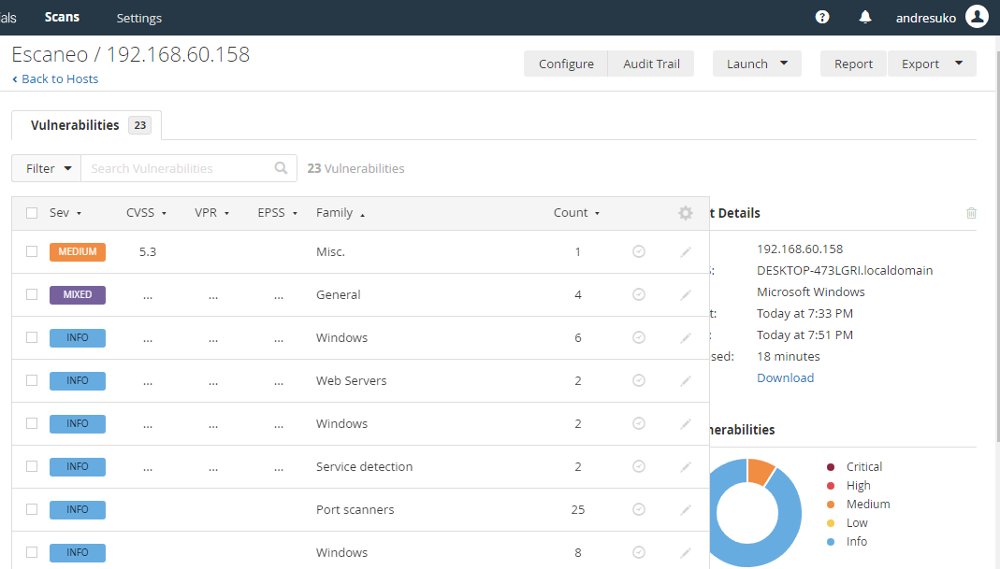 ials Scans Settings andresuko
Escaneo / 192.168.60.158
Configure Audit Trail Launch Report Export
‹ Back to Hosts
Vulnerabilities 23
Filter Search Vulnerabilities 23 Vulnerabilities
Sev CVSS VPR EPSS Family Count t Details
MEDIUM 5.3 Misc. 1 192.168.60.158
S: DESKTOP-473LGRI.localdomain
MIXED ... ... ... General 4 Microsoft Windows
t: Today at 7:33 PM
INFO ... ... ... Windows 6 : Today at 7:51 PM
sed: 18 minutes
INFO ... ... ... Web Servers 2 Download
INFO ... ... ... Windows 2 nerabilities
INFO ... ... ... Service detection 2 Critical
High
INFO Port scanners 25 Medium
Low
INFO Windows 8 Info